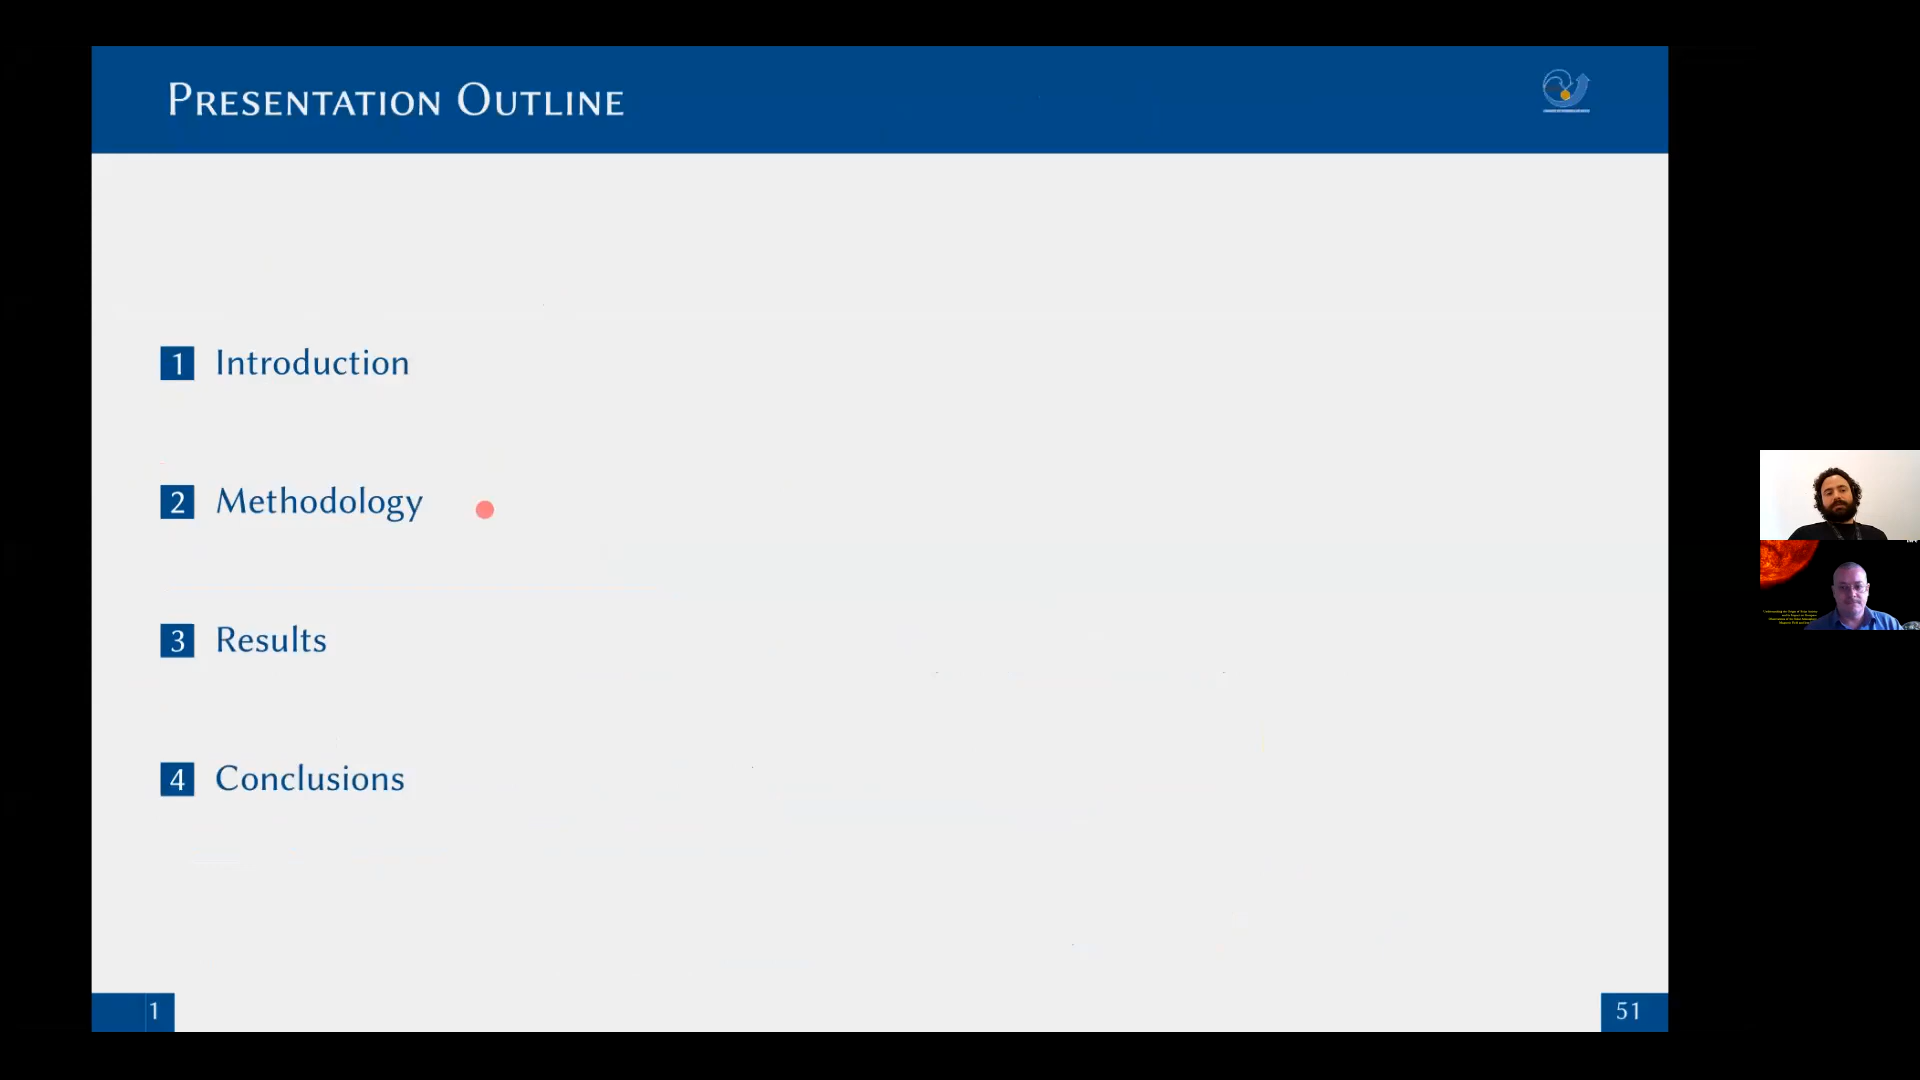 Presentation Outline
1 Introduction
2 Methodology
3 Results
4 Conclusions
1
51